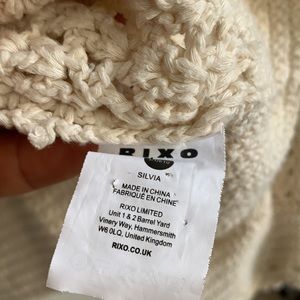 RIXO
SILVIA
MADE IN CHINA
FABRIQUÉ EN CHINE
RIXO LIMITED
Unit 1 & 2 Barrel Yard
Vinery Way, Hammersmith
W6 0LQ, United Kingdom
RIXO.CO.UK